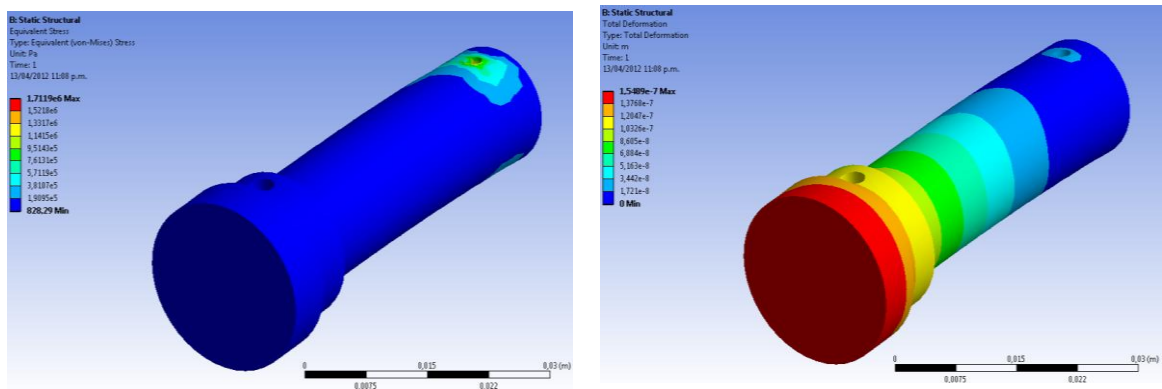 B: Static Structural
Equivalent Stress
Type: Equivalent (von-Mises) Stress
Unit: Pa
Time: 1
13/04/2012 11:08 p.m.
1,7119e6 Max
1,5218e6
1,3317e6
1,1415e6
9,5143e5
7,6131e5
5,7119e5
3,8107e5
1,9095e5
828.29 Min
0
0,015
0,03 (m)
0,0075
0,022
B: Static Structural
Total Deformation
Type: Total Deformation
Unit: m
Time: 1
13/04/2012 11:08 p.m.
1,5489e-7 Max
1,3768e-7
1,2047e-7
1,0326e-7
8,605e-8
6,884e-8
5,163e-8
3,442e-8
1,721e-8
0 Min
0
0,015
0,03 (m)
0,0075
0,022